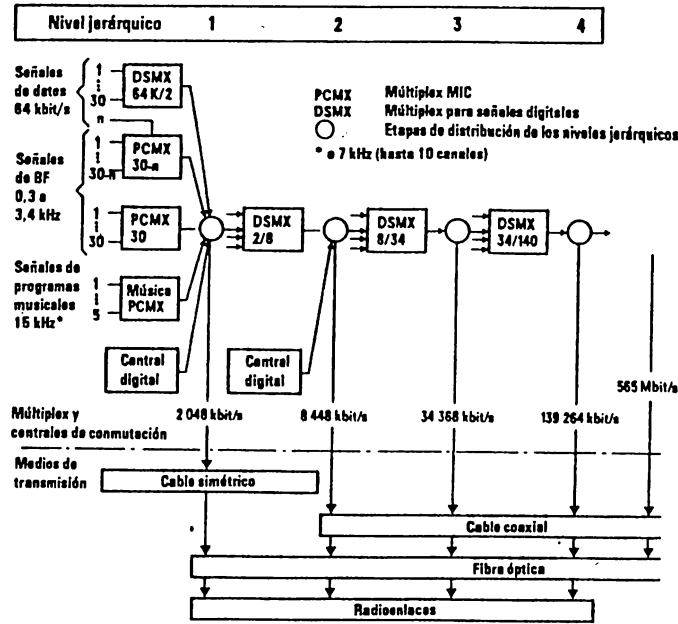 Nivel jerárquico 1 2 3 4
Señales
de datos
64 kbit/s
1
30
n
DSMX
64 K/2
PCMX Múltiplex MIC
DSMX Múltiplex para señales digitales
Etapas de distribución de los niveles jerárquicos
* o 7 kHz (hasta 10 canales)
Señales
de BF
0,3 a
3,4 kHz
1
30-n
PCMX
30-n
1
30
PCMX
30
DSMX
2/8
DSMX
8/34
DSMX
34/140
Señales de
programas
musicales
15 kHz*
1
5
Música
PCMX
Central
digital
Central
digital
565 Mbit/s
Múltiplex y
centrales de conmutación
2 048 kbit/s
8 448 kbit/s
34 368 kbit/s
139 264 kbit/s
Medios de
transmisión
Cable simétrico
Cable coaxial
Fibra óptica
Radioenlaces